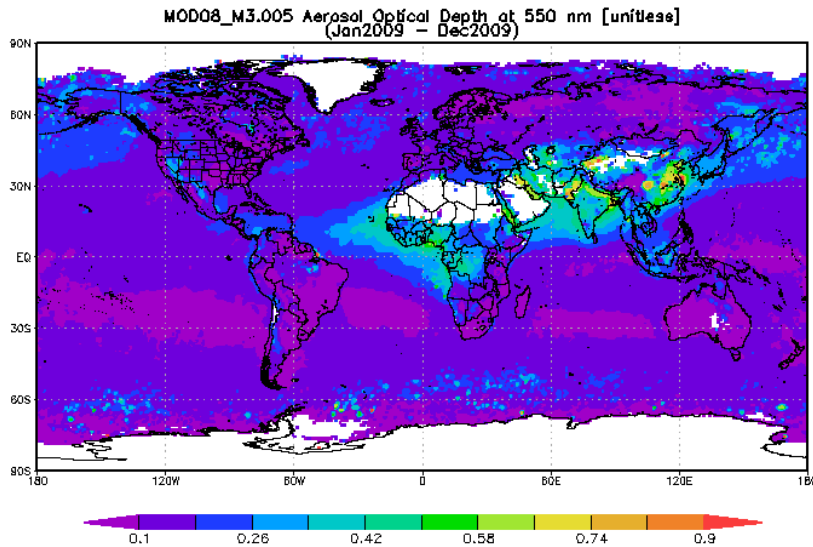 MOD08_M3.005 Aerosol Optical Depth at 550 nm [unitless]
(Jan2009 – Dec2009)
90N
60N
30N
EQ
30S
60S
90S
180 120W 60W 0 60E 120E 180
0.1 0.26 0.42 0.58 0.74 0.9